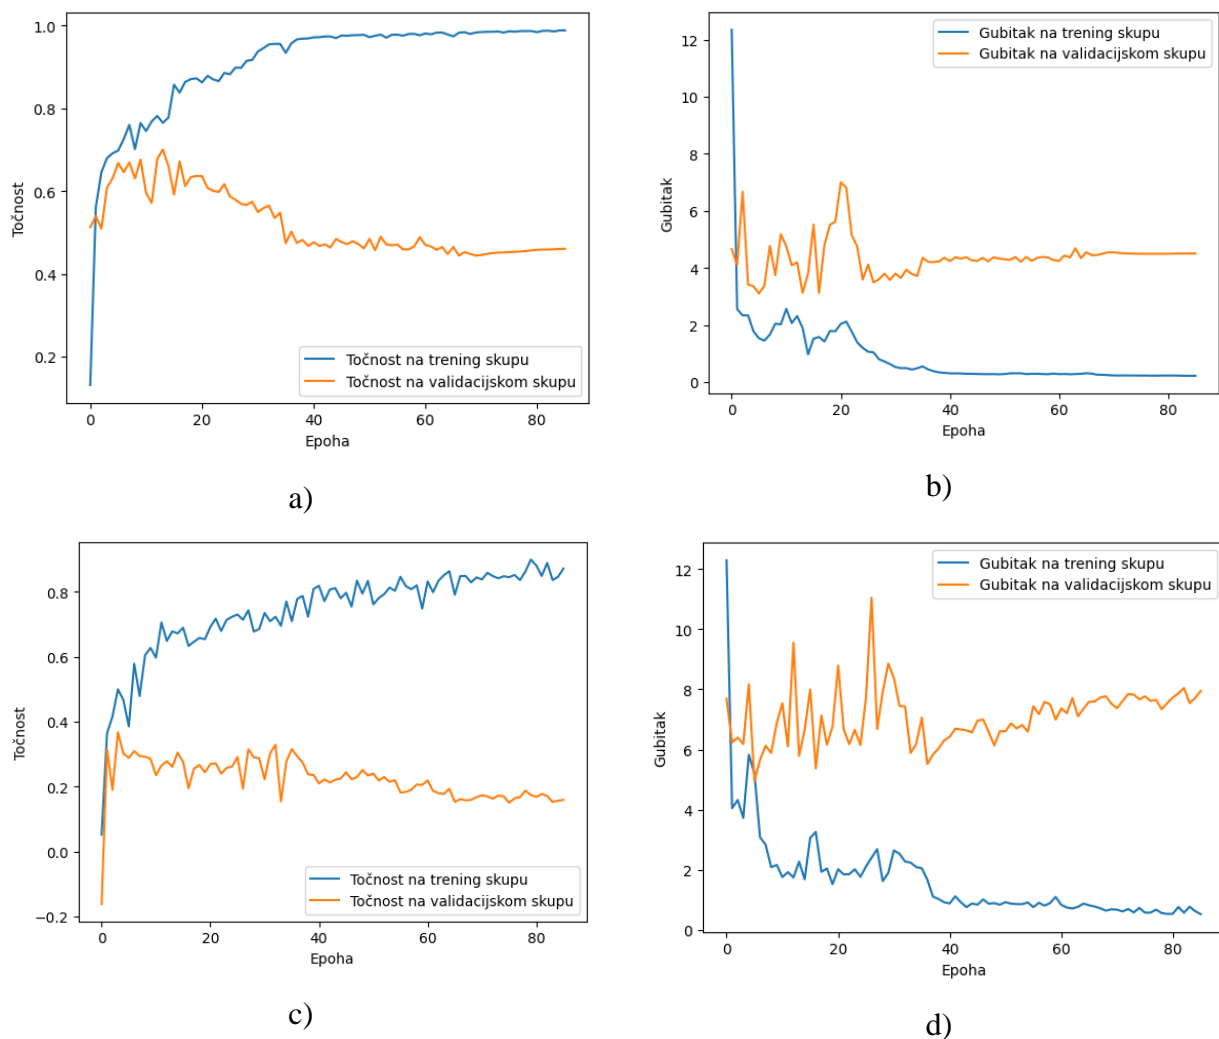 1.0
0.8
0.6
0.4
0.2
Točnost
Točnost na trening skupu
Točnost na validacijskom skupu
0 20 40 60 80
Epoha
a)
12
10
8
6
4
2
0
Gubitak
Gubitak na trening skupu
Gubitak na validacijskom skupu
0 20 40 60 80
Epoha
b)
0.8
0.6
0.4
0.2
0.0
−0.2
Točnost
Točnost na trening skupu
Točnost na validacijskom skupu
0 20 40 60 80
Epoha
c)
12
10
8
6
4
2
0
Gubitak
Gubitak na trening skupu
Gubitak na validacijskom skupu
0 20 40 60 80
Epoha
d)